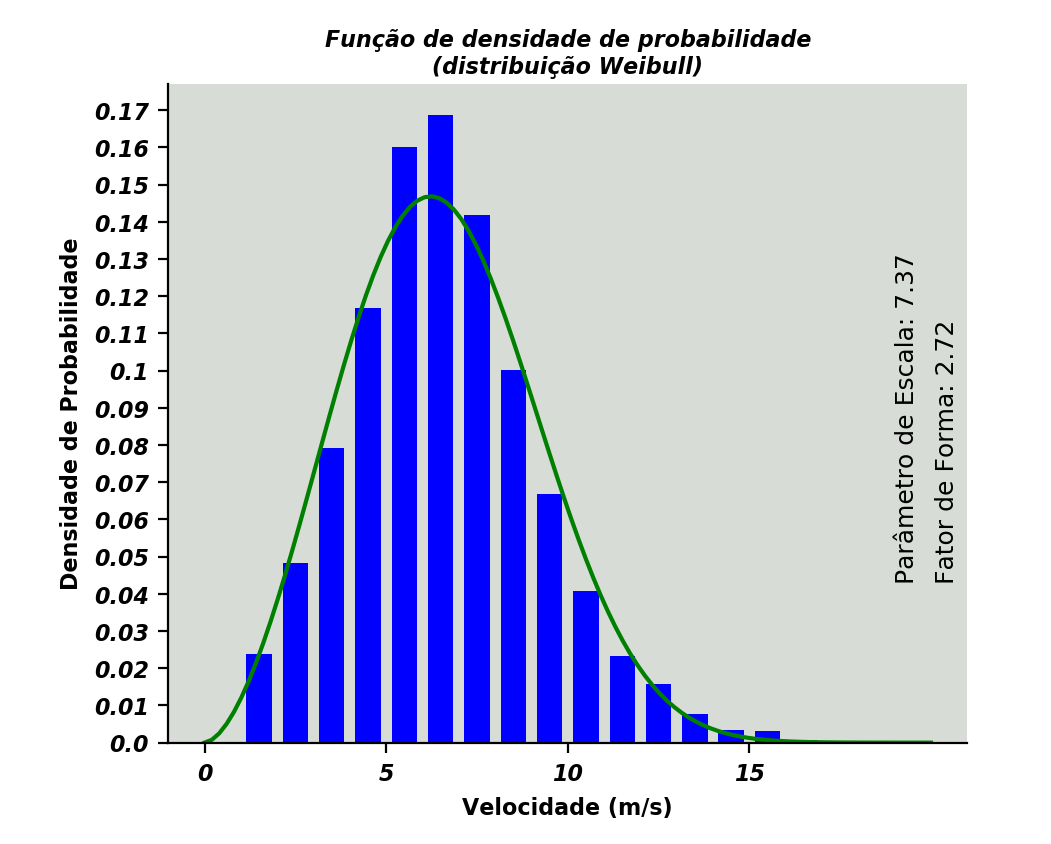 Função de densidade de probabilidade
(distribuição Weibull)
0.17
0.16
0.15
0.14
0.13
0.12
0.11
0.1
0.09
0.08
0.07
0.06
0.05
0.04
0.03
0.02
0.01
0.0
Densidade de Probabilidade
Parâmetro de Escala: 7.37
Fator de Forma: 2.72
0 5 10 15
Velocidade (m/s)